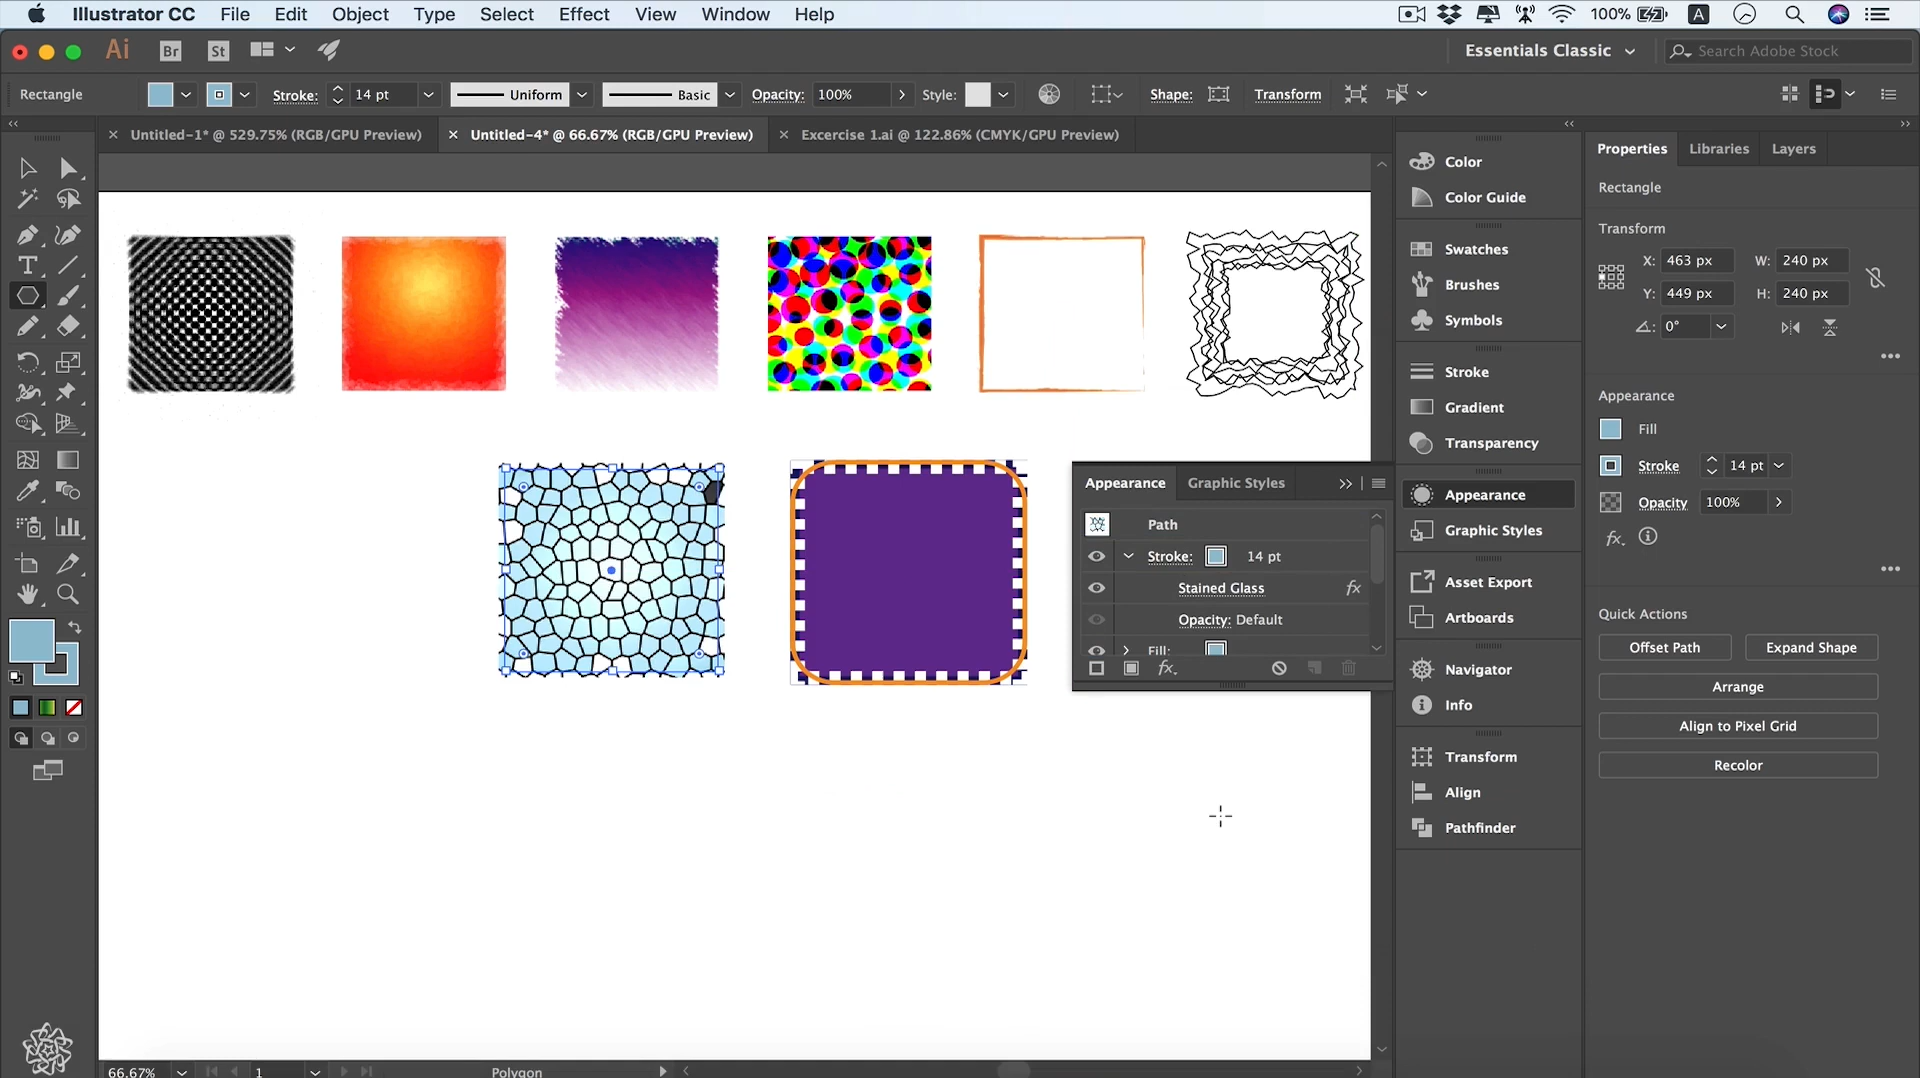 Illustrator CC File Edit Object Type Select Effect View Window Help 100% A
Ai Br St Essentials Classic Search Adobe Stock
Rectangle Stroke: 14 pt Uniform Basic Opacity: 100% Style: Shape: Transform
Untitled-1* @ 529.75% (RGB/GPU Preview) Untitled-4* @ 66.67% (RGB/GPU Preview) Excercise 1.ai @ 122.86% (CMYK/GPU Preview)
Color
Color Guide
Swatches
Brushes
Symbols
Stroke
Gradient
Transparency
Appearance
Graphic Styles
Asset Export
Artboards
Navigator
Info
Transform
Align
Pathfinder
Properties Libraries Layers
Rectangle
Transform
X: 463 px W: 240 px
Y: 449 px H: 240 px
0°
Appearance
Fill
Stroke 14 pt
Opacity 100%
fx
Quick Actions
Offset Path Expand Shape
Arrange
Align to Pixel Grid
Recolor
Appearance Graphic Styles
Path
Stroke: 14 pt
Stained Glass fx
Opacity: Default
Fill:
fx
66.67% 1 Polygon